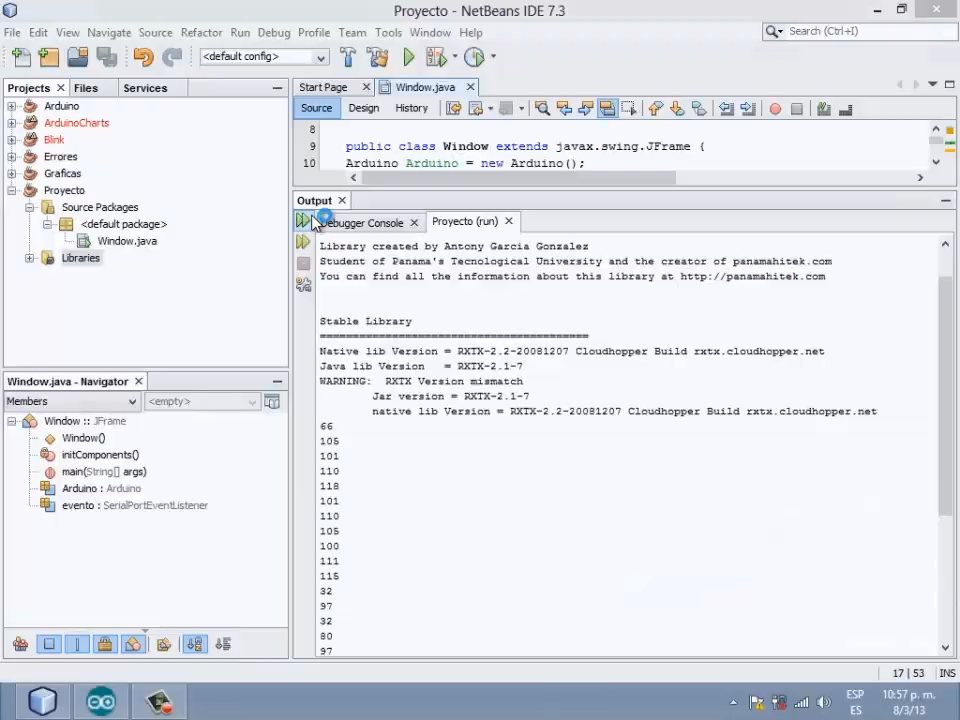 Proyecto - NetBeans IDE 7.3
File Edit View Navigate Source Refactor Run Debug Profile Team Tools Window Help
Search (Ctrl+I)
<default config>
Projects Files Services
Arduino
ArduinoCharts
Blink
Errores
Graficas
Proyecto
Source Packages
<default package>
Window.java
Libraries
Window.java - Navigator
Members <empty>
Window :: JFrame
Window()
initComponents()
main(String[] args)
Arduino : Arduino
evento : SerialPortEventListener
Start Page Window.java
Source Design History
8
9 public class Window extends javax.swing.JFrame {
10 Arduino Arduino = new Arduino();
Output
Debugger Console Proyecto (run)
Library created by Antony Garcia Gonzalez
Student of Panama's Tecnological University and the creator of panamahitek.com
You can find all the information about this library at http://panamahitek.com
Stable Library
=========================================
Native lib Version = RXTX-2.2-20081207 Cloudhopper Build rxtx.cloudhopper.net
Java lib Version   = RXTX-2.1-7
WARNING:  RXTX Version mismatch
Jar version = RXTX-2.1-7
native lib Version = RXTX-2.2-20081207 Cloudhopper Build rxtx.cloudhopper.net
66
105
101
110
118
101
110
105
100
111
115
32
97
32
80
97
17 | 53 INS
ESP
ES
10:57 p. m.
8/3/13